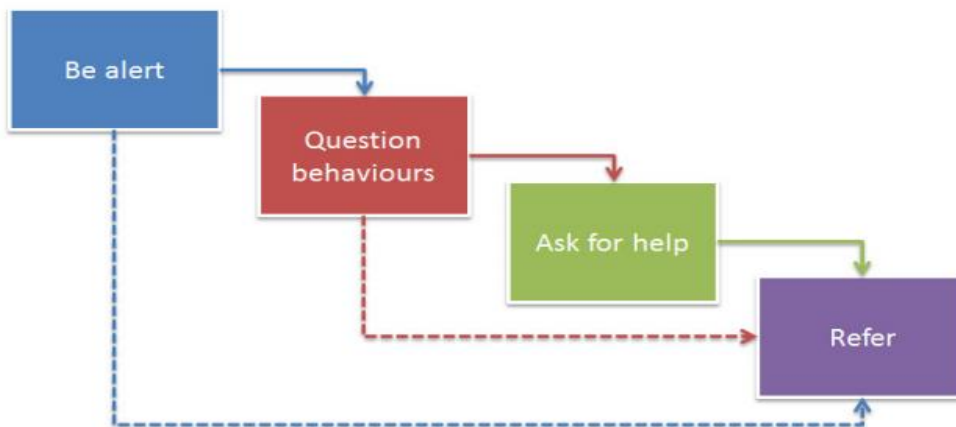 Be alert
Question
behaviours
Ask for help
Refer